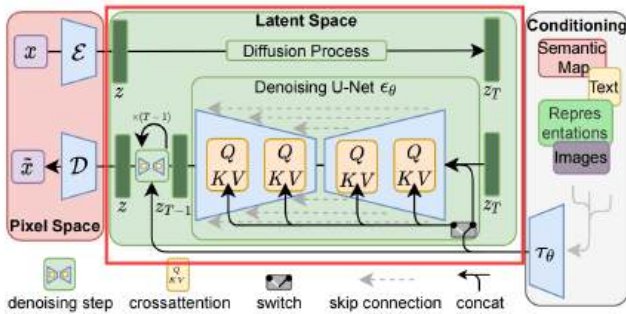 Latent Space
Conditioning
x
ℰ
Diffusion Process
Semantic
Map
z
z_T
Text
Denoising U-Net ϵ_θ
×(T−1)
Repres
entations
Images
Q
KV
Q
KV
Q
KV
Q
KV
x̃
𝒟
z
z_{T−1}
z_T
Pixel Space
τ_θ
Q
KV
denoising step
crossattention
switch
skip connection
concat